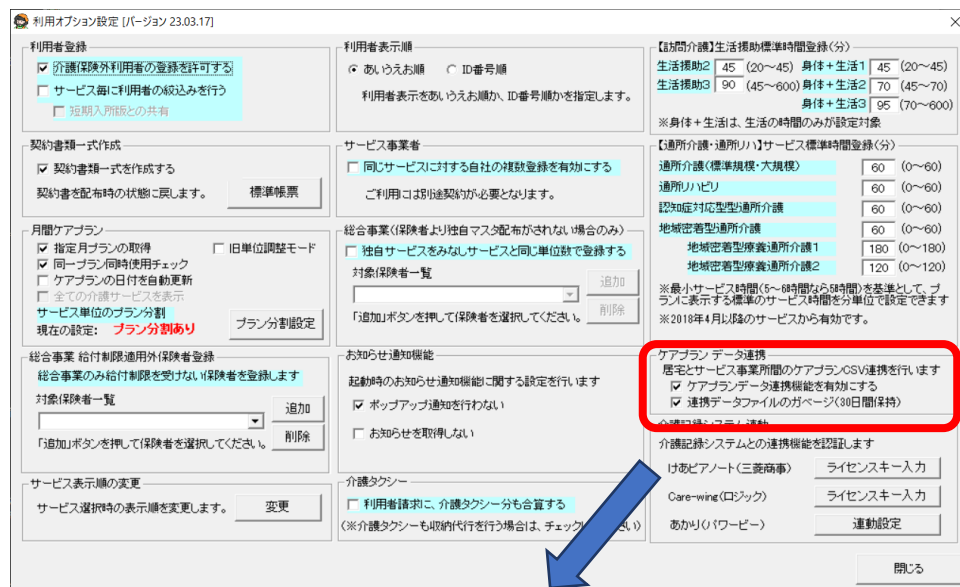 利用オプション設定 [バージョン 23.03.17]
利用者登録
介護保険外利用者の登録を許可する
サービス毎に利用者の絞込みを行う
短期入所版との共有
契約書類一式作成
契約書類一式を作成する
契約書を配布時の状態に戻します。 標準帳票
月間ケアプラン
指定月プランの取得 旧単位調整モード
同一プラン同時使用チェック
ケアプランの日付を自動更新
全ての介護サービスを表示
サービス単位のプラン分割
現在の設定: プラン分割あり プラン分割設定
総合事業 給付制限適用外保険者登録
総合事業のみ給付制限を受けない保険者を登録します
対象保険者一覧
追加
「追加」ボタンを押して保険者を選択してください。 削除
サービス表示順の変更
サービス選択時の表示順を変更します。 変更
利用者表示順
あいうえお順 ID番号順
利用者表示をあいうえお順か、ID番号順かを指定します。
サービス事業者
同じサービスに対する自社の複数登録を有効にする
ご利用には別途契約が必要となります。
総合事業(保険者より独自マスタ配布がされない場合のみ)
独自サービスをみなしサービスと同じ単位数で登録する
対象保険者一覧
追加
「追加」ボタンを押して保険者を選択してください。 削除
お知らせ通知機能
起動時のお知らせ通知機能に関する設定を行います
ポップアップ通知を行わない
お知らせを取得しない
介護タクシー
利用者請求に、介護タクシー分も合算する
(※介護タクシーも収納代行を行う場合は、チェックし さい)
【訪問介護】生活援助標準時間登録(分)
生活援助2 45 (20～45) 身体+生活1 45 (20～45)
生活援助3 90 (45～600) 身体+生活2 70 (45～70)
身体+生活3 95 (70～600)
※身体+生活は、生活の時間のみが設定対象
【通所介護・通所リハ】サービス標準時間登録(分)
通所介護(標準規模・大規模) 60 (0～60)
通所リハビリ 60 (0～60)
認知症対応型型通所介護 60 (0～60)
地域密着型通所介護 60 (0～60)
地域密着型療養通所介護1 180 (0～180)
地域密着型療養通所介護2 120 (0～120)
※最小サービス時間(5～6時間なら5時間)を基準として、プ
ランに表示する標準のサービス時間を分単位で設定できます
※2018年4月以降のサービスから有効です。
ケアプラン データ連携
居宅とサービス事業所間のケアプランCSV連携を行います
ケアプランデータ連携機能を有効にする
連携データファイルのガベージ(30日間保持)
介護記録システム連動
介護記録システムとの連携機能を認証します
けあピアノート(三菱商事) ライセンスキー入力
Care-wing(ロジック) ライセンスキー入力
あかり(パワービー) 連動設定
閉じる